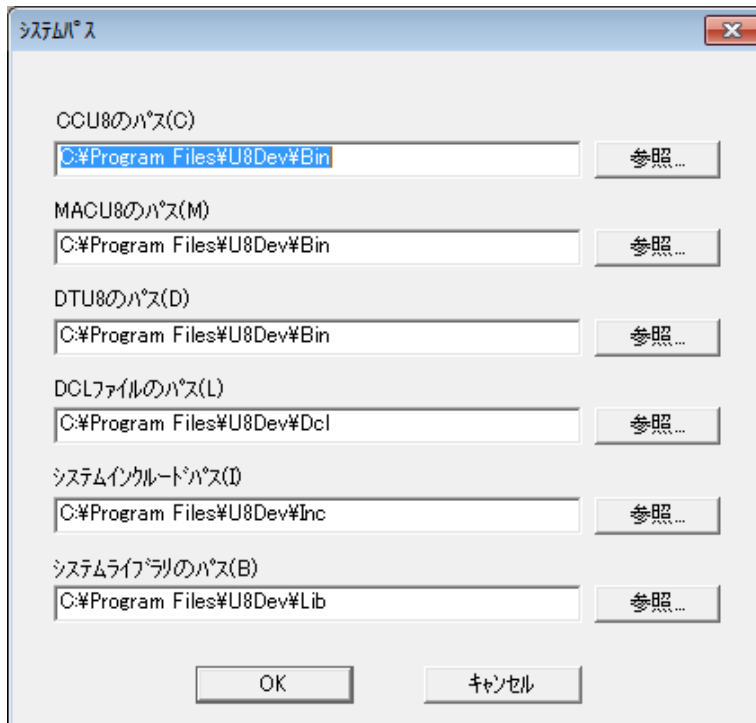 ｼｽﾃﾑﾊﾟｽ
CCU8のﾊﾟｽ(C)
C:¥Program Files¥U8Dev¥Bin
参照...
MACU8のﾊﾟｽ(M)
C:¥Program Files¥U8Dev¥Bin
参照...
DTU8のﾊﾟｽ(D)
C:¥Program Files¥U8Dev¥Bin
参照...
DCLﾌｧｲﾙのﾊﾟｽ(L)
C:¥Program Files¥U8Dev¥Dcl
参照...
ｼｽﾃﾑｲﾝｸﾙｰﾄﾞﾊﾟｽ(I)
C:¥Program Files¥U8Dev¥Inc
参照...
ｼｽﾃﾑﾗｲﾌﾞﾗﾘのﾊﾟｽ(B)
C:¥Program Files¥U8Dev¥Lib
参照...
OK
ｷｬﾝｾﾙ